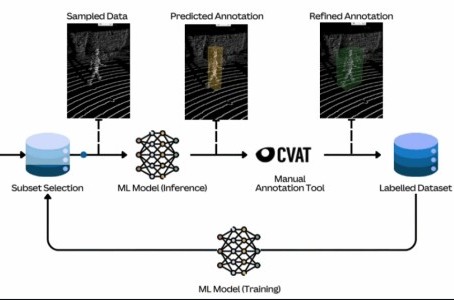 Sampled Data
Predicted Annotation
Refined Annotation
CVAT
Subset Selection
ML Model (Inference)
Manual
Annotation Tool
Labelled Dataset
ML Model (Training)